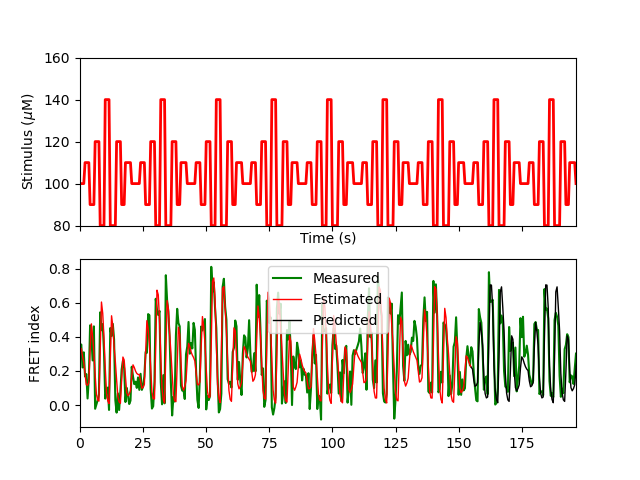 160
140
120
100
80
Stimulus (μM)
Time (s)
0.8
0.6
0.4
0.2
0.0
FRET index
Measured
Estimated
Predicted
0 25 50 75 100 125 150 175